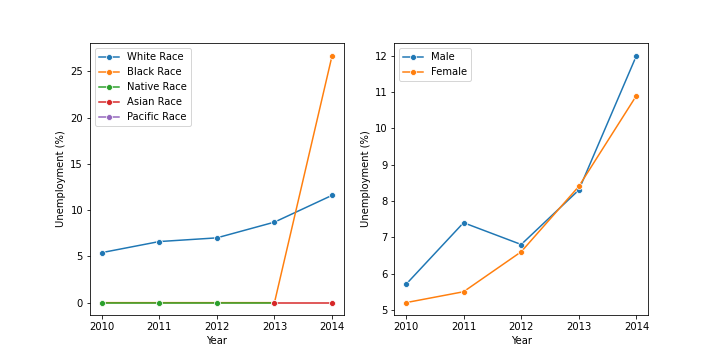 White Race
Black Race
Native Race
Asian Race
Pacific Race
25
20
15
10
5
0
Unemployment (%)
2010 2011 2012 2013 2014
Year
Male
Female
12
11
10
9
8
7
6
5
Unemployment (%)
2010 2011 2012 2013 2014
Year